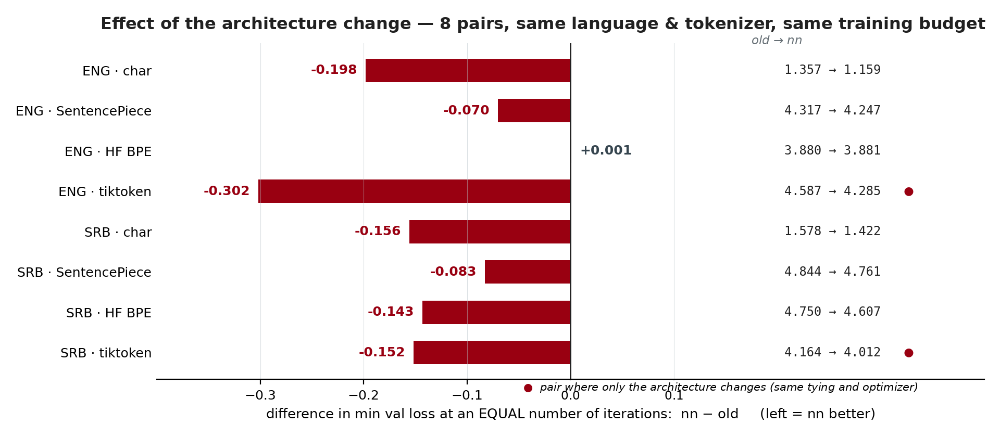 Effect of the architecture change — 8 pairs, same language & tokenizer, same training budget
old → nn
ENG · char -0.198 1.357 → 1.159
ENG · SentencePiece -0.070 4.317 → 4.247
ENG · HF BPE +0.001 3.880 → 3.881
ENG · tiktoken -0.302 4.587 → 4.285 ●
SRB · char -0.156 1.578 → 1.422
SRB · SentencePiece -0.083 4.844 → 4.761
SRB · HF BPE -0.143 4.750 → 4.607
SRB · tiktoken -0.152 4.164 → 4.012 ●
● pair where only the architecture changes (same tying and optimizer)
−0.3 −0.2 −0.1 0.0 0.1
difference in min val loss at an EQUAL number of iterations: nn − old (left = nn better)